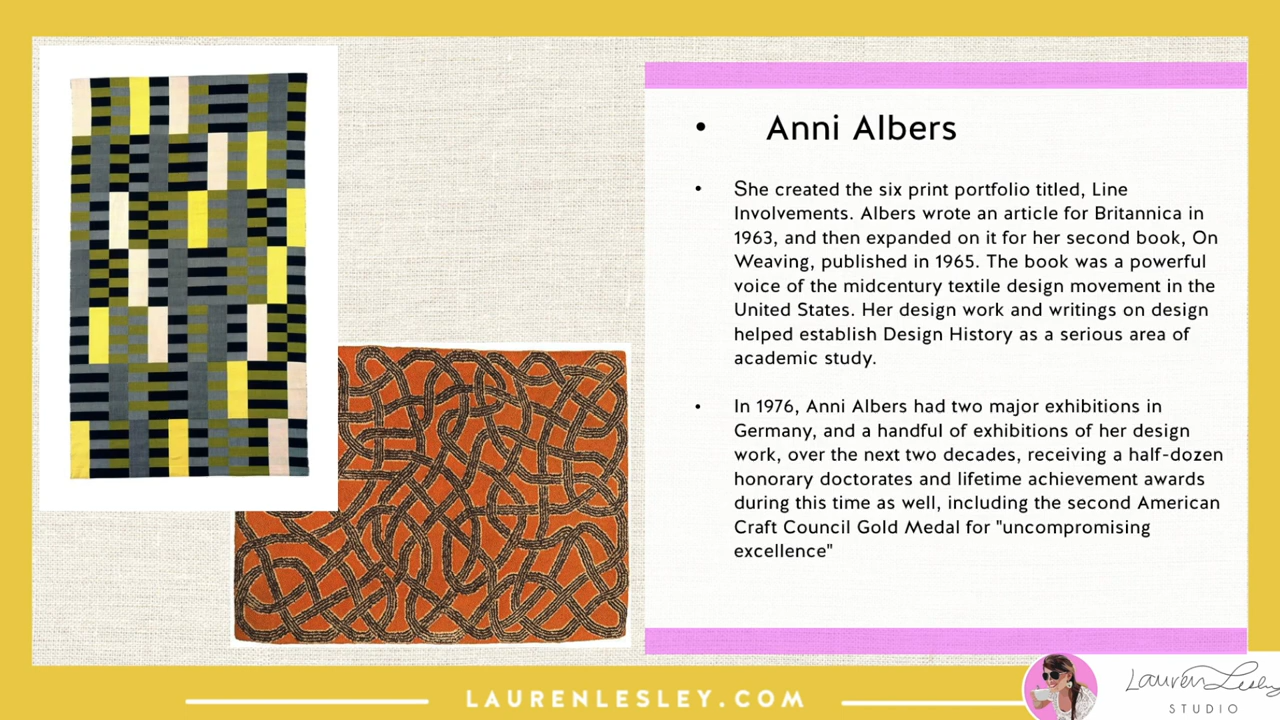 • Anni Albers
• She created the six print portfolio titled, Line
Involvements. Albers wrote an article for Britannica in
1963, and then expanded on it for her second book, On
Weaving, published in 1965. The book was a powerful
voice of the midcentury textile design movement in the
United States. Her design work and writings on design
helped establish Design History as a serious area of
academic study.
• In 1976, Anni Albers had two major exhibitions in
Germany, and a handful of exhibitions of her design
work, over the next two decades, receiving a half-dozen
honorary doctorates and lifetime achievement awards
during this time as well, including the second American
Craft Council Gold Medal for "uncompromising
excellence"
LAURENLESLEY.COM
Lauren Lesley
STUDIO